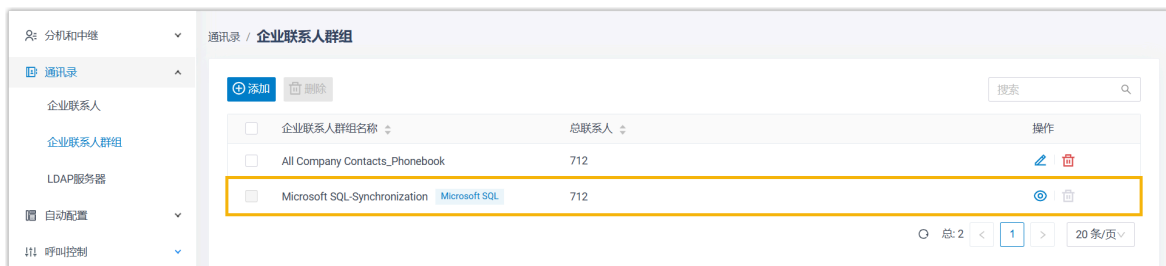 分机和中继
通讯录 / 企业联系人群组
通讯录
添加 删除 搜索
企业联系人
企业联系人群组名称 总联系人 操作
企业联系人群组
All Company Contacts_Phonebook 712
LDAP服务器
Microsoft SQL-Synchronization Microsoft SQL 712
自动配置
总: 2 < 1 > 20 条/页
呼叫控制